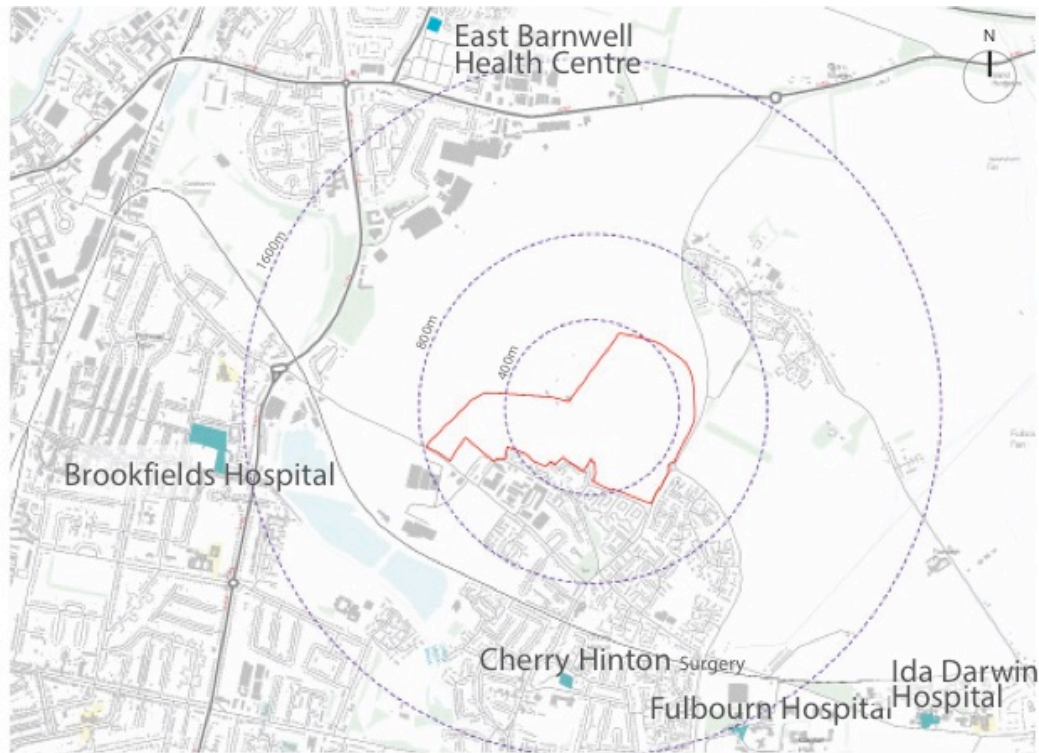 East Barnwell
Health Centre
N
1600m
800m
400m
Brookfields Hospital
Cherry Hinton Surgery
Ida Darwin
Hospital
Fulbourn Hospital